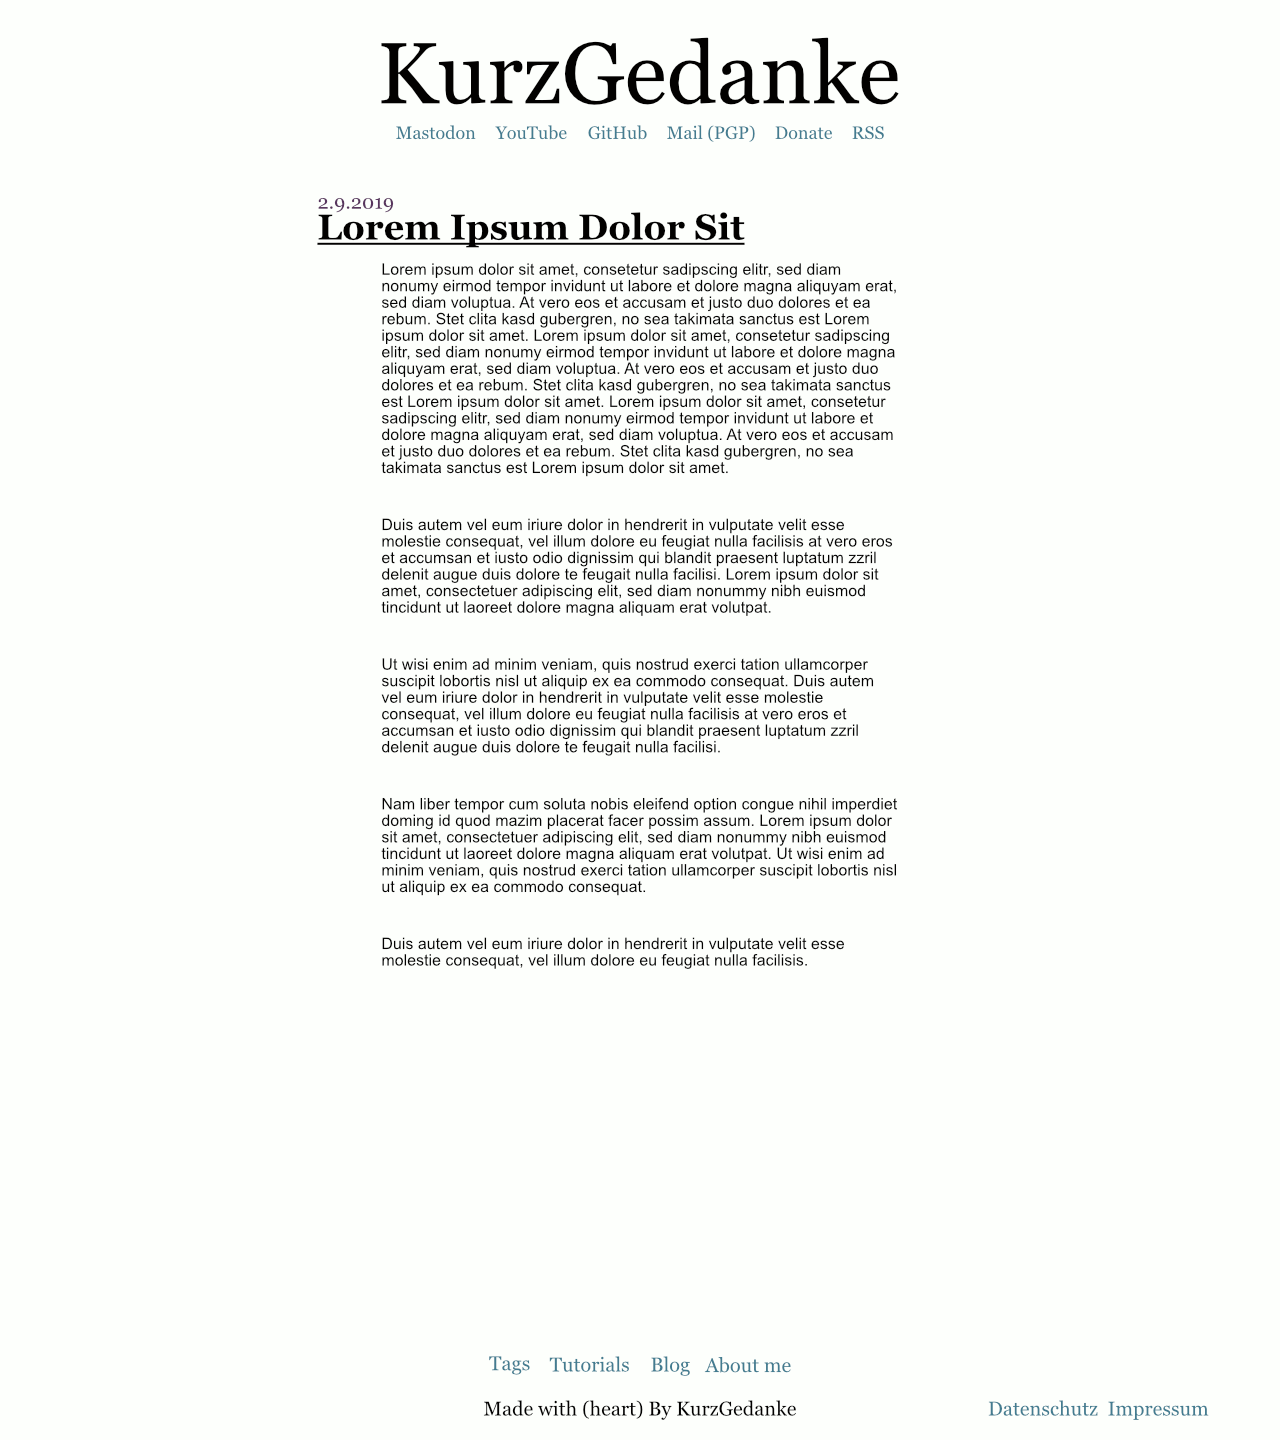 KurzGedanke
Mastodon YouTube GitHub Mail (PGP) Donate RSS
2.9.2019
Lorem Ipsum Dolor Sit
Lorem ipsum dolor sit amet, consetetur sadipscing elitr, sed diam
nonumy eirmod tempor invidunt ut labore et dolore magna aliquyam erat,
sed diam voluptua. At vero eos et accusam et justo duo dolores et ea
rebum. Stet clita kasd gubergren, no sea takimata sanctus est Lorem
ipsum dolor sit amet. Lorem ipsum dolor sit amet, consetetur sadipscing
elitr, sed diam nonumy eirmod tempor invidunt ut labore et dolore magna
aliquyam erat, sed diam voluptua. At vero eos et accusam et justo duo
dolores et ea rebum. Stet clita kasd gubergren, no sea takimata sanctus
est Lorem ipsum dolor sit amet. Lorem ipsum dolor sit amet, consetetur
sadipscing elitr, sed diam nonumy eirmod tempor invidunt ut labore et
dolore magna aliquyam erat, sed diam voluptua. At vero eos et accusam
et justo duo dolores et ea rebum. Stet clita kasd gubergren, no sea
takimata sanctus est Lorem ipsum dolor sit amet.
Duis autem vel eum iriure dolor in hendrerit in vulputate velit esse
molestie consequat, vel illum dolore eu feugiat nulla facilisis at vero eros
et accumsan et iusto odio dignissim qui blandit praesent luptatum zzril
delenit augue duis dolore te feugait nulla facilisi. Lorem ipsum dolor sit
amet, consectetuer adipiscing elit, sed diam nonummy nibh euismod
tincidunt ut laoreet dolore magna aliquam erat volutpat.
Ut wisi enim ad minim veniam, quis nostrud exerci tation ullamcorper
suscipit lobortis nisl ut aliquip ex ea commodo consequat. Duis autem
vel eum iriure dolor in hendrerit in vulputate velit esse molestie
consequat, vel illum dolore eu feugiat nulla facilisis at vero eros et
accumsan et iusto odio dignissim qui blandit praesent luptatum zzril
delenit augue duis dolore te feugait nulla facilisi.
Nam liber tempor cum soluta nobis eleifend option congue nihil imperdiet
doming id quod mazim placerat facer possim assum. Lorem ipsum dolor
sit amet, consectetuer adipiscing elit, sed diam nonummy nibh euismod
tincidunt ut laoreet dolore magna aliquam erat volutpat. Ut wisi enim ad
minim veniam, quis nostrud exerci tation ullamcorper suscipit lobortis nisl
ut aliquip ex ea commodo consequat.
Duis autem vel eum iriure dolor in hendrerit in vulputate velit esse
molestie consequat, vel illum dolore eu feugiat nulla facilisis.
Tags Tutorials Blog About me
Made with (heart) By KurzGedanke Datenschutz Impressum